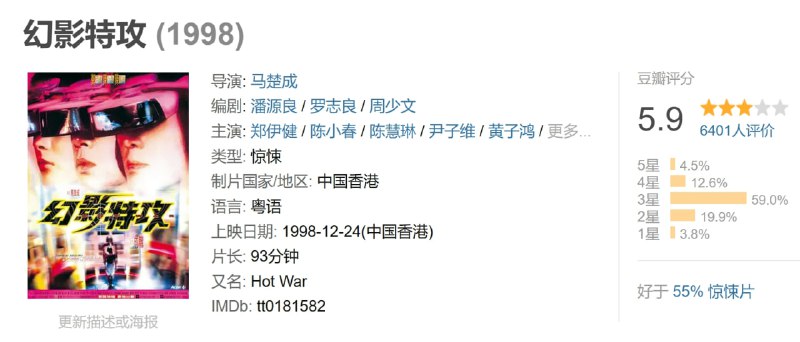 幻影特攻 (1998)
导演: 马楚成
编剧: 潘源良 / 罗志良 / 周少文
主演: 郑伊健 / 陈小春 / 陈慧琳 / 尹子维 / 黄子鸿 / 更多...
类型: 惊悚
制片国家/地区: 中国香港
语言: 粤语
上映日期: 1998-12-24(中国香港)
片长: 93分钟
又名: Hot War
IMDb: tt0181582
幻影特攻
更新描述或海报
豆瓣评分
5.9
6401人评价
5星 4.5%
4星 12.6%
3星 59.0%
2星 19.9%
1星 3.8%
好于 55% 惊悚片